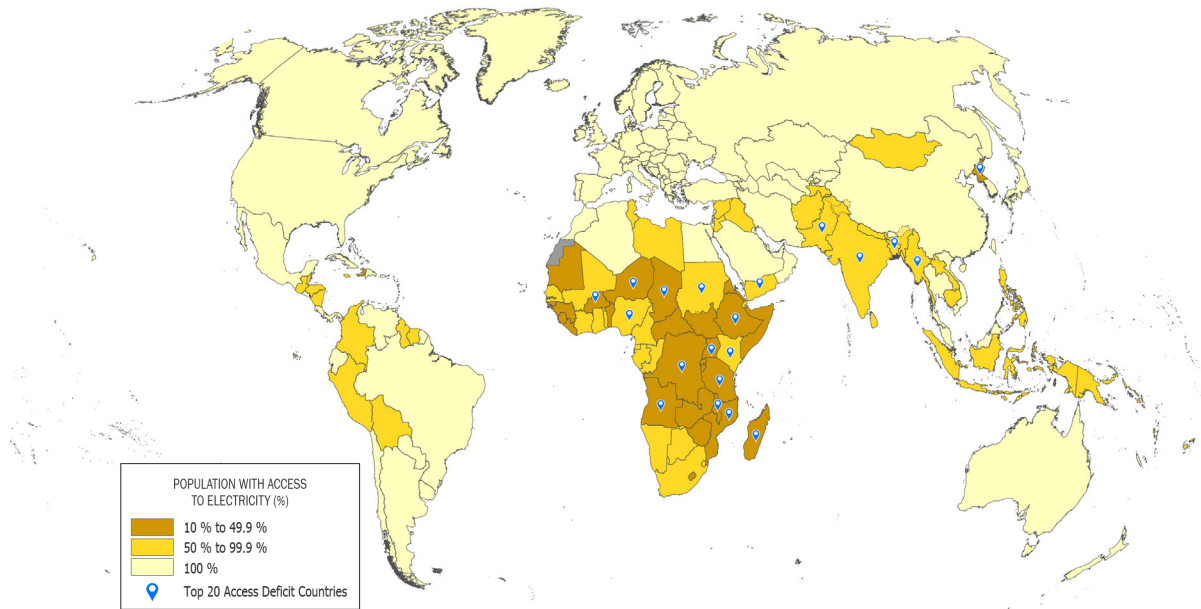 POPULATION WITH ACCESS
TO ELECTRICITY (%)
10 % to 49.9 %
50 % to 99.9 %
100 %
Top 20 Access Deficit Countries